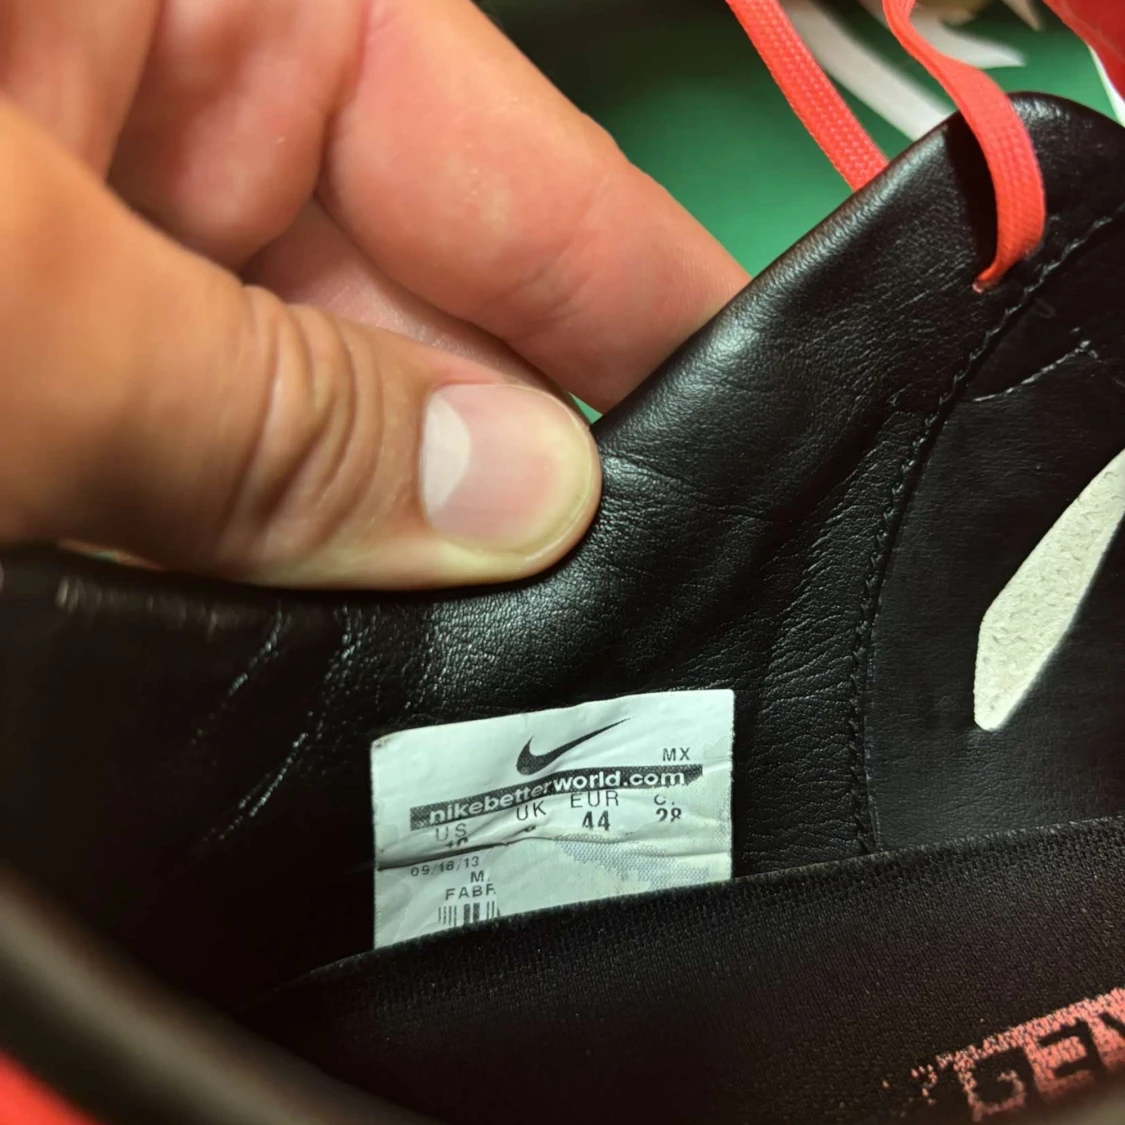 MX
nikebetterworld.com
US UK EUR C.
44 28
09/18/13
M
FABR